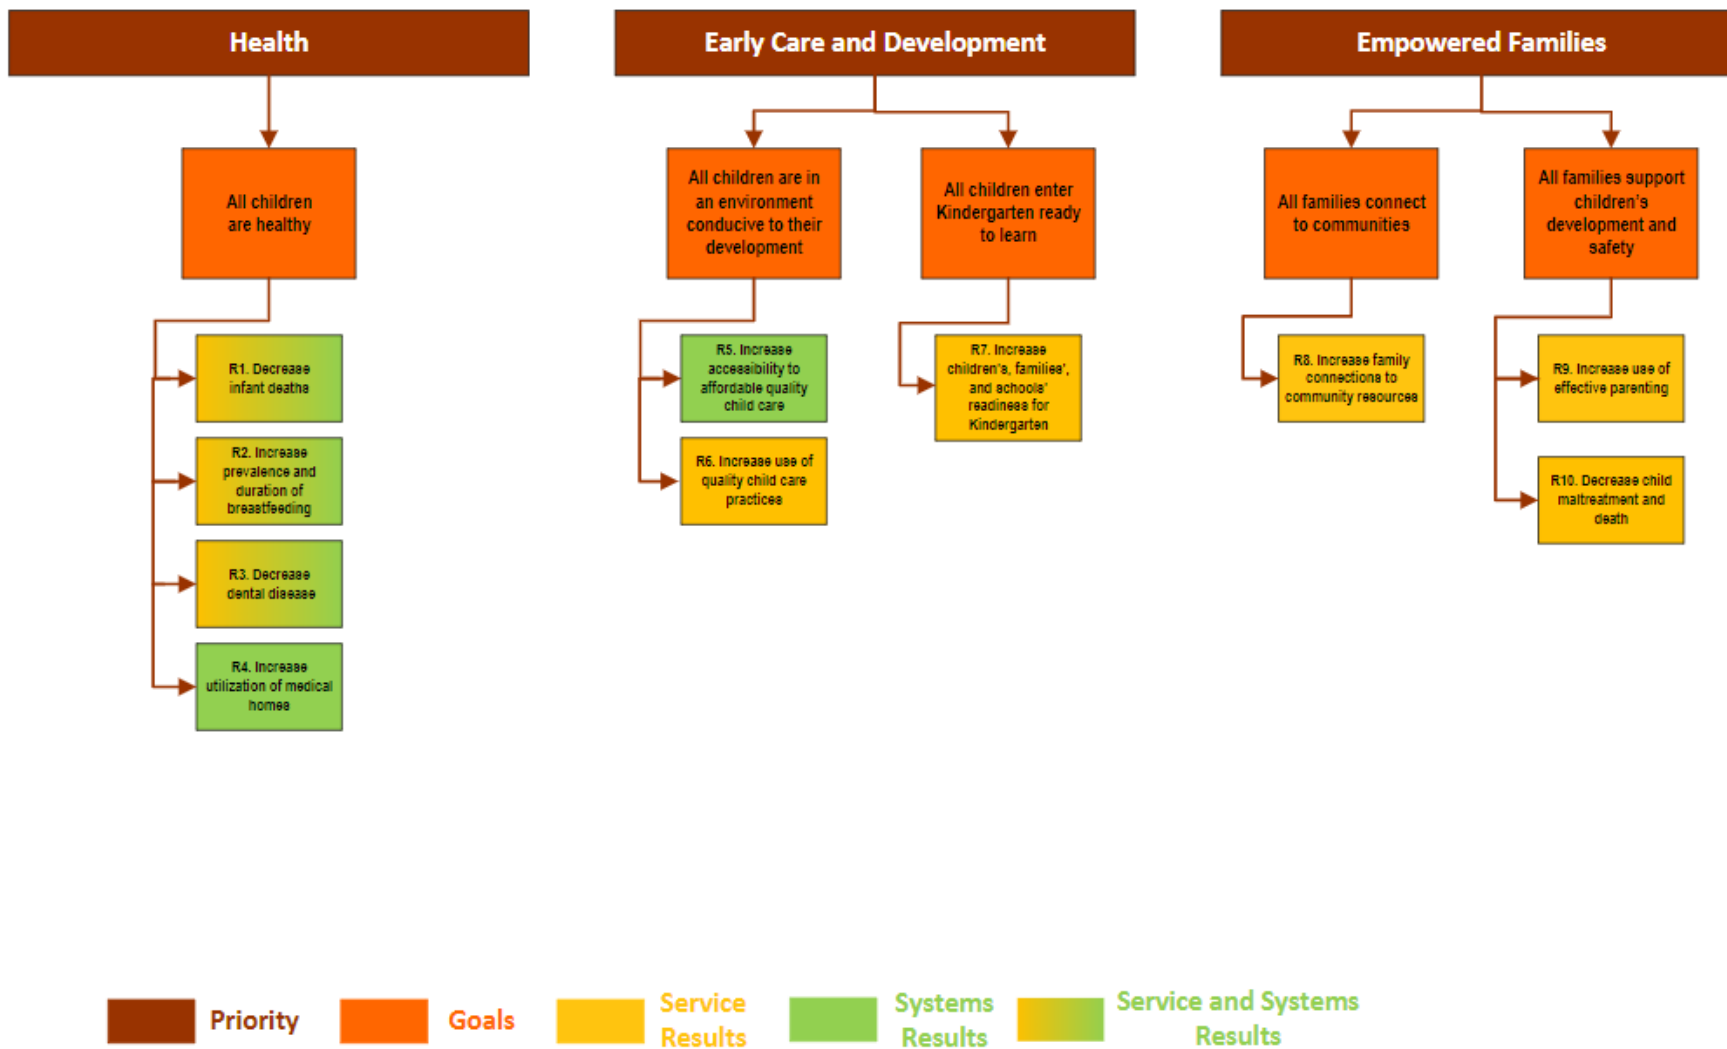 Health
Early Care and Development
Empowered Families
All children
are healthy
All children are in
an environment
conducive to their
development
All children enter
Kindergarten ready
to learn
All families connect
to communities
All families support
children's
development and
safety
R1. Decrease
infant deaths
R2. Increase
prevalence and
duration of
breastfeeding
R3. Decrease
dental disease
R4. Increase
utilization of medical
homes
R5. Increase
accessibility to
affordable quality
child care
R6. Increase use of
quality child care
practices
R7. Increase
children's, families',
and schools'
readiness for
Kindergarten
R8. Increase family
connections to
community resources
R9. Increase use of
effective parenting
R10. Decrease child
maltreatment and
death
Priority
Goals
Service
Results
Systems
Results
Service and Systems
Results